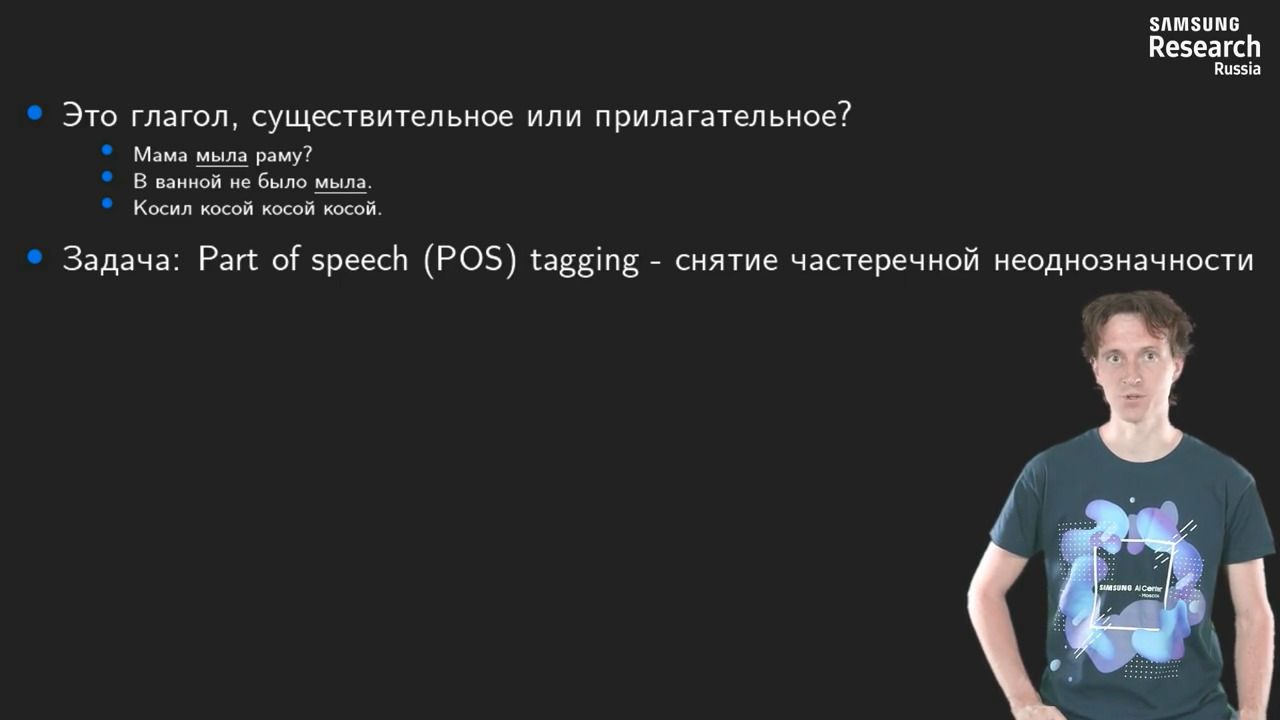 SAMSUNG
Research
Russia
Это глагол, существительное или прилагательное?
Мама мыла раму?
В ванной не было мыла.
Косил косой косой косой.
Задача: Part of speech (POS) tagging - снятие частеречной неоднозначности
SAMSUNG AI Center
- Moscow